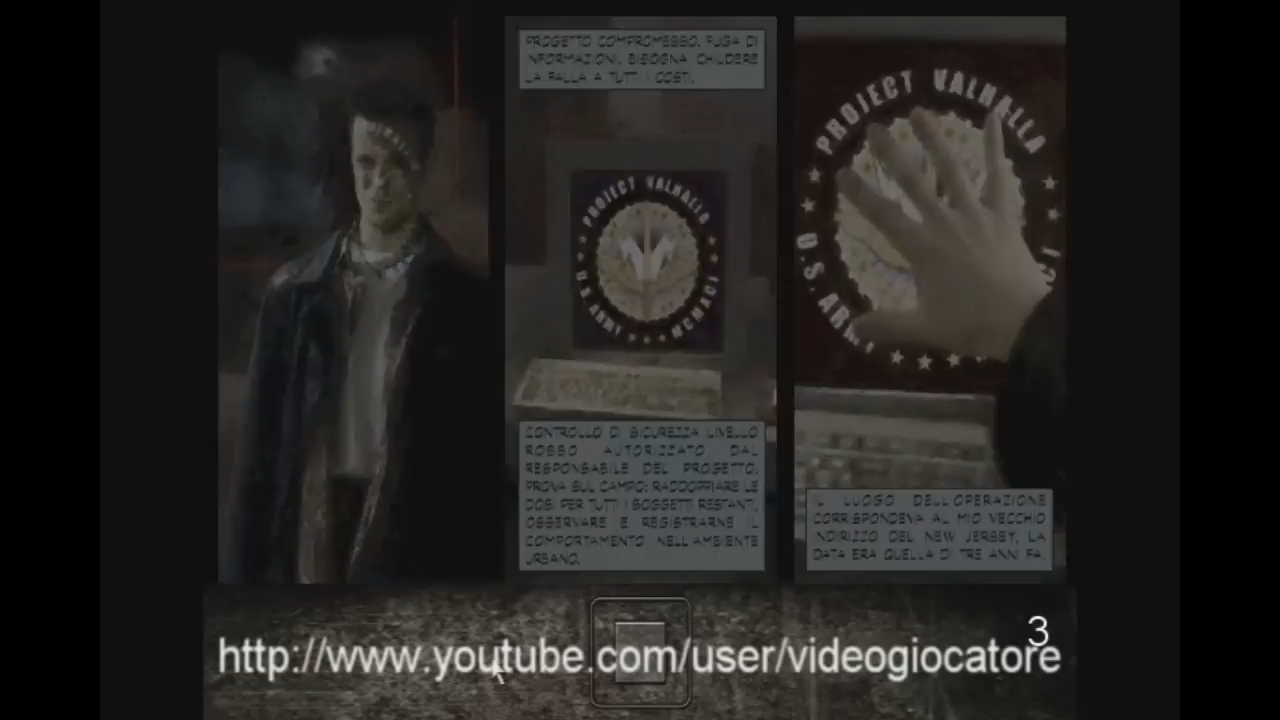 PROGETTO COMPROMESSO, FUGA DI
INFORMAZIONI, BISOGNA CHIUDERE
LA FALLA A TUTTI I COSTI.
PROJECT VALHALLA
U.S. ARMY
MCMXCI
CONTROLLO DI SICUREZZA LIVELLO
ROSSO AUTORIZZATO DAL
RESPONSABILE DEL PROGETTO.
PROVA SUL CAMPO: RADDOPPIARE LE
DOSI PER TUTTI I SOGGETTI RESTANTI,
OSSERVARE E REGISTRARNE IL
COMPORTAMENTO NELL'AMBIENTE
URBANO.
PROJECT VALHALLA
U.S. ARMY
IL LUOGO DELL'OPERAZIONE
CORRISPONDEVA AL MIO VECCHIO
INDIRIZZO DEL NEW JERSEY, LA
DATA ERA QUELLA DI TRE ANNI FA.
3
http://www.youtube.com/user/videogiocatore